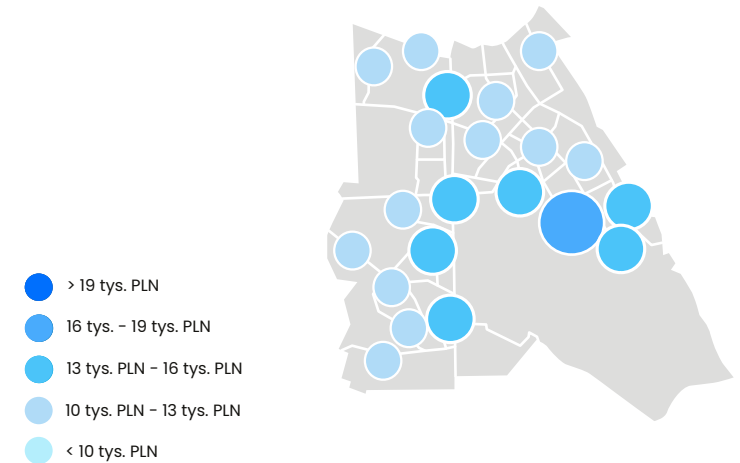 > 19 tys. PLN
16 tys. - 19 tys. PLN
13 tys. PLN - 16 tys. PLN
10 tys. PLN - 13 tys. PLN
< 10 tys. PLN